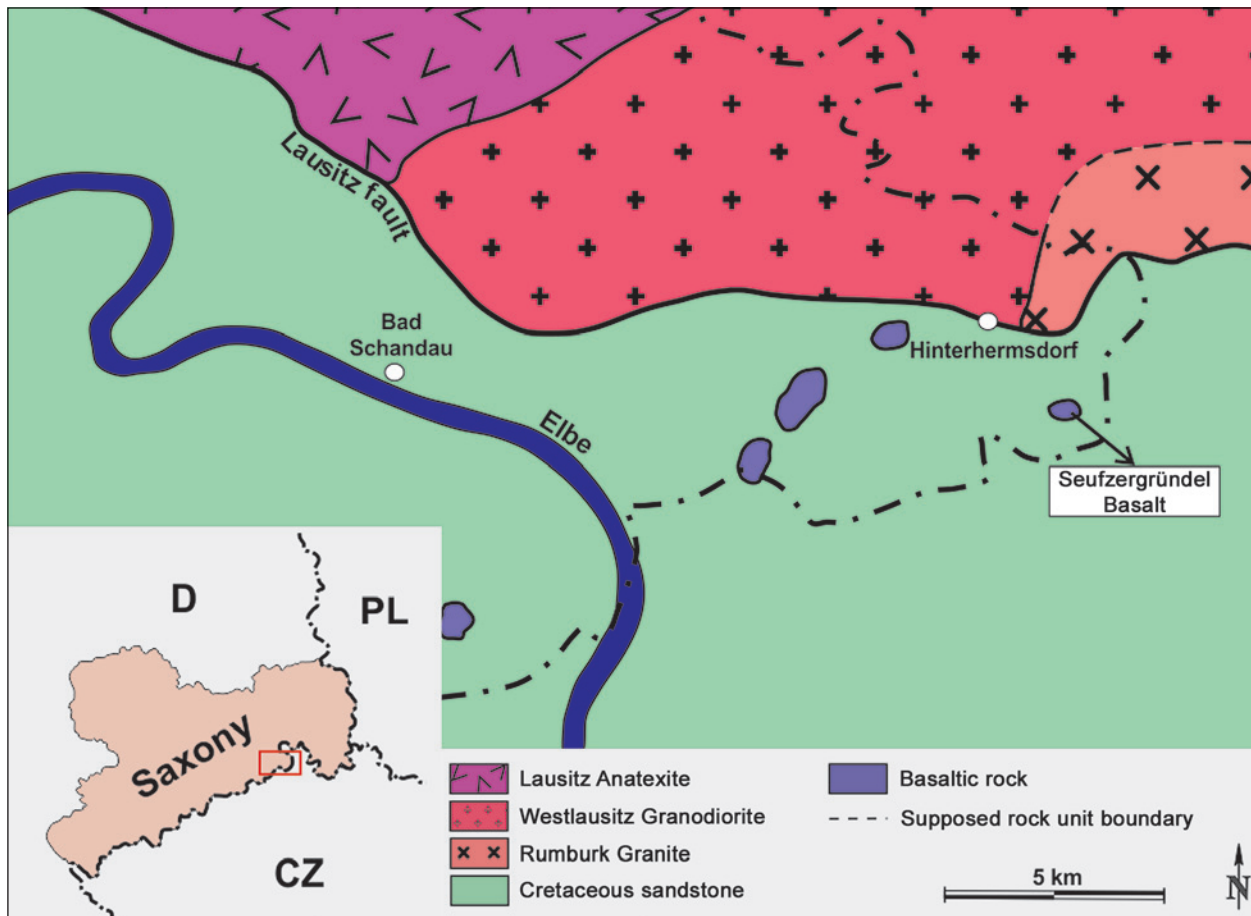 Lausitz fault
Bad
Schandau
Elbe
Hinterhermsdorf
Seufzergründel
Basalt
D
PL
Saxony
CZ
Lausitz Anatexite
Westlausitz Granodiorite
Rumburk Granite
Cretaceous sandstone
Basaltic rock
Supposed rock unit boundary
5 km
N